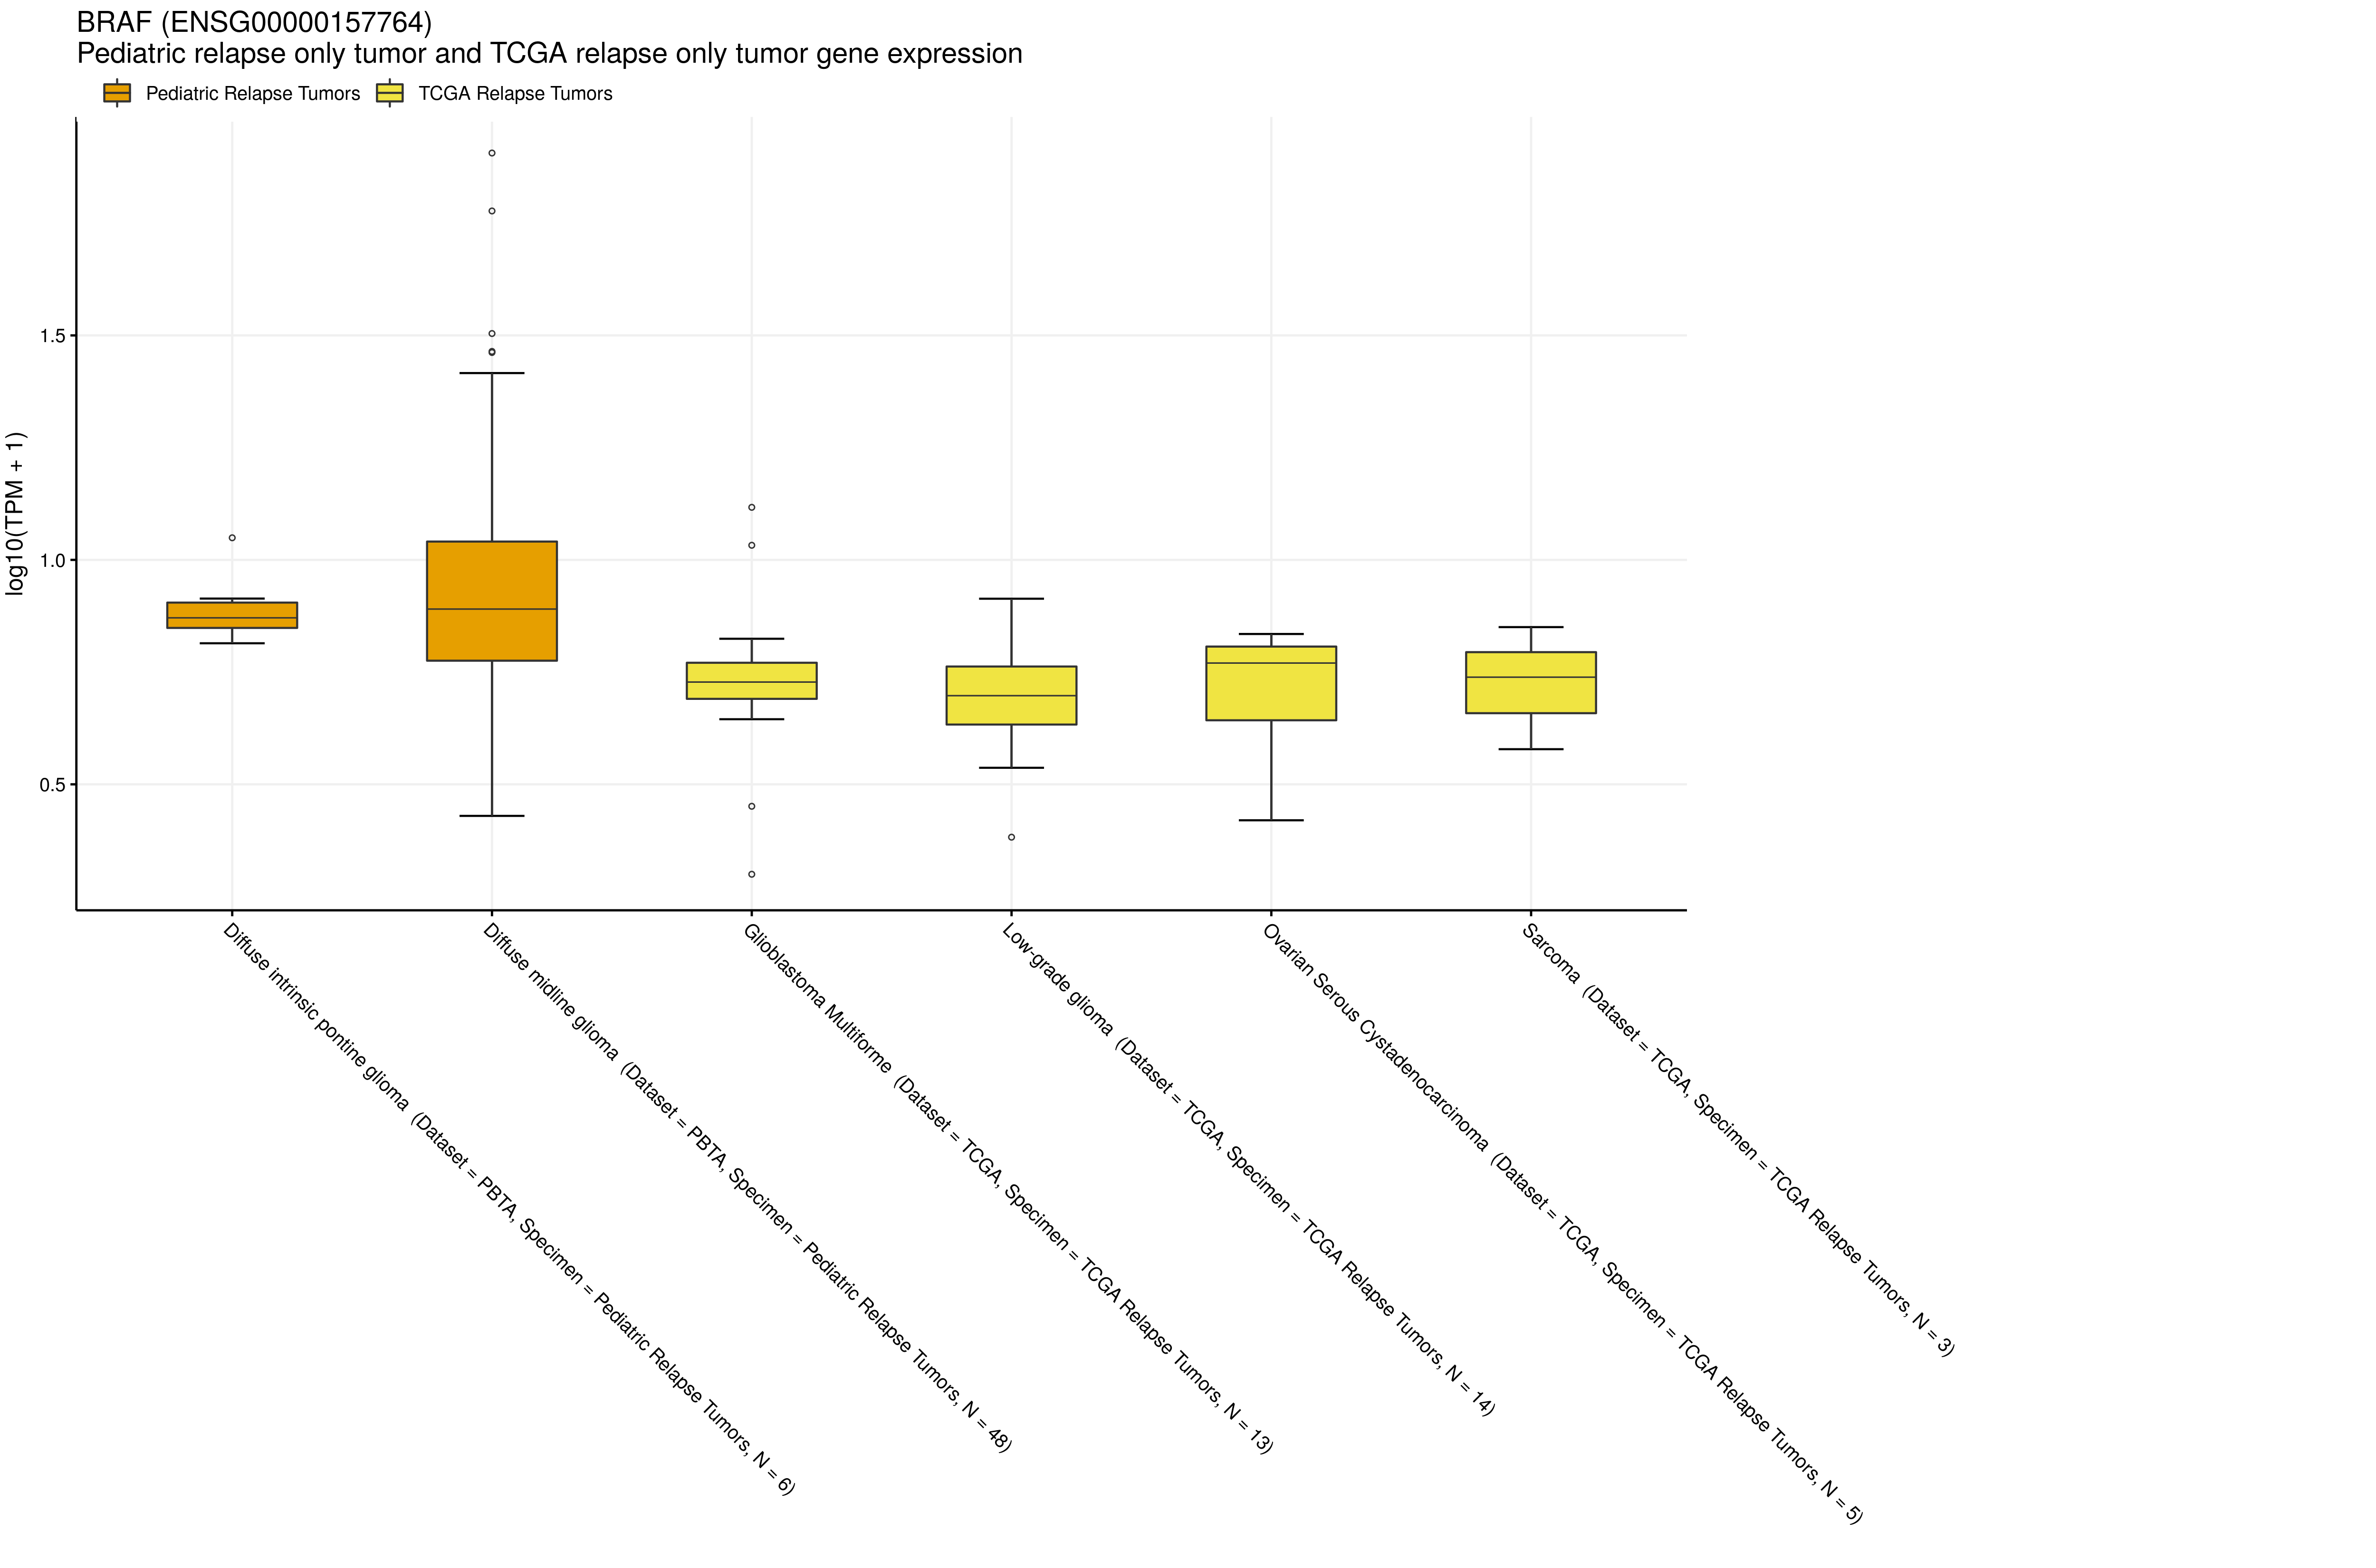 BRAF (ENSG00000157764)
Pediatric relapse only tumor and TCGA relapse only tumor gene expression
Pediatric Relapse Tumors
TCGA Relapse Tumors
log10(TPM + 1)
1.5
1.0
0.5
Diffuse intrinsic pontine glioma (Dataset = PBTA, Specimen = Pediatric Relapse Tumors, N = 6)
Diffuse midline glioma (Dataset = PBTA, Specimen = Pediatric Relapse Tumors, N = 48)
Glioblastoma Multiforme (Dataset = TCGA, Specimen = TCGA Relapse Tumors, N = 13)
Low-grade glioma (Dataset = TCGA, Specimen = TCGA Relapse Tumors, N = 14)
Ovarian Serous Cystadenocarcinoma (Dataset = TCGA, Specimen = TCGA Relapse Tumors, N = 5)
Sarcoma (Dataset = TCGA, Specimen = TCGA Relapse Tumors, N = 3)